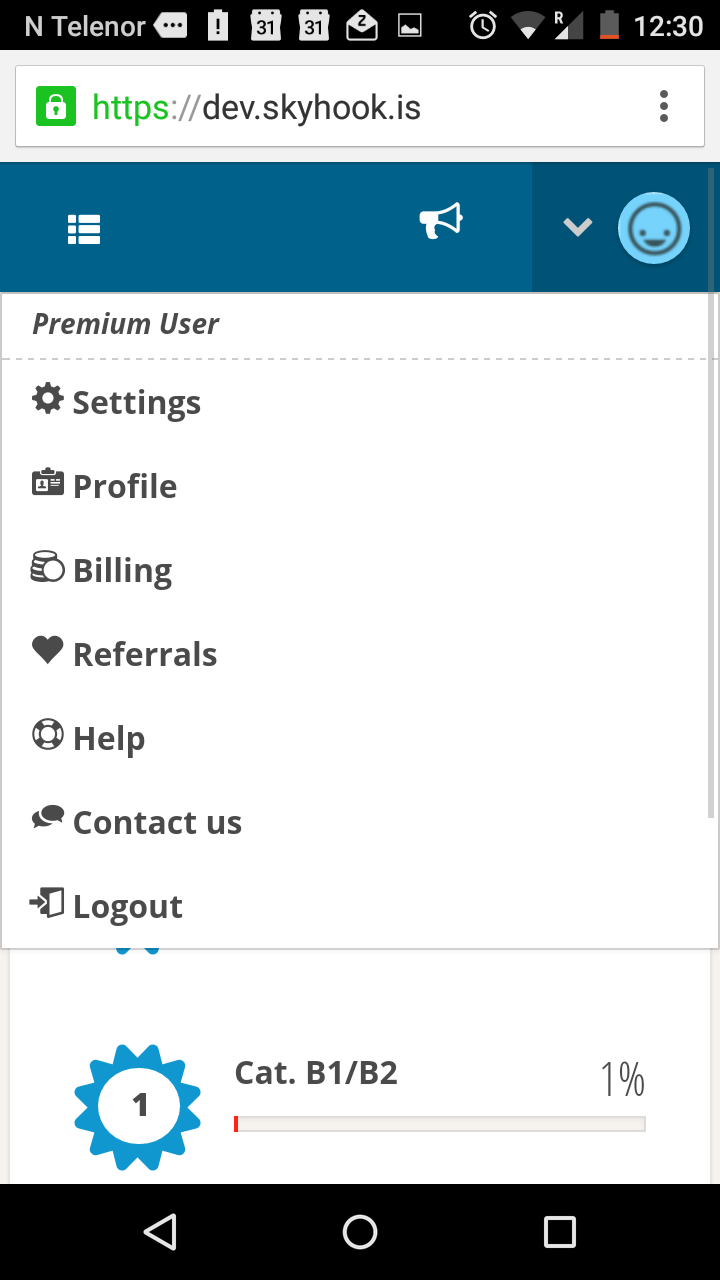 N Telenor 31 31 R 12:30
https://dev.skyhook.is
Premium User
Settings
Profile
Billing
Referrals
Help
Contact us
Logout
Cat. B1/B2 1%
1